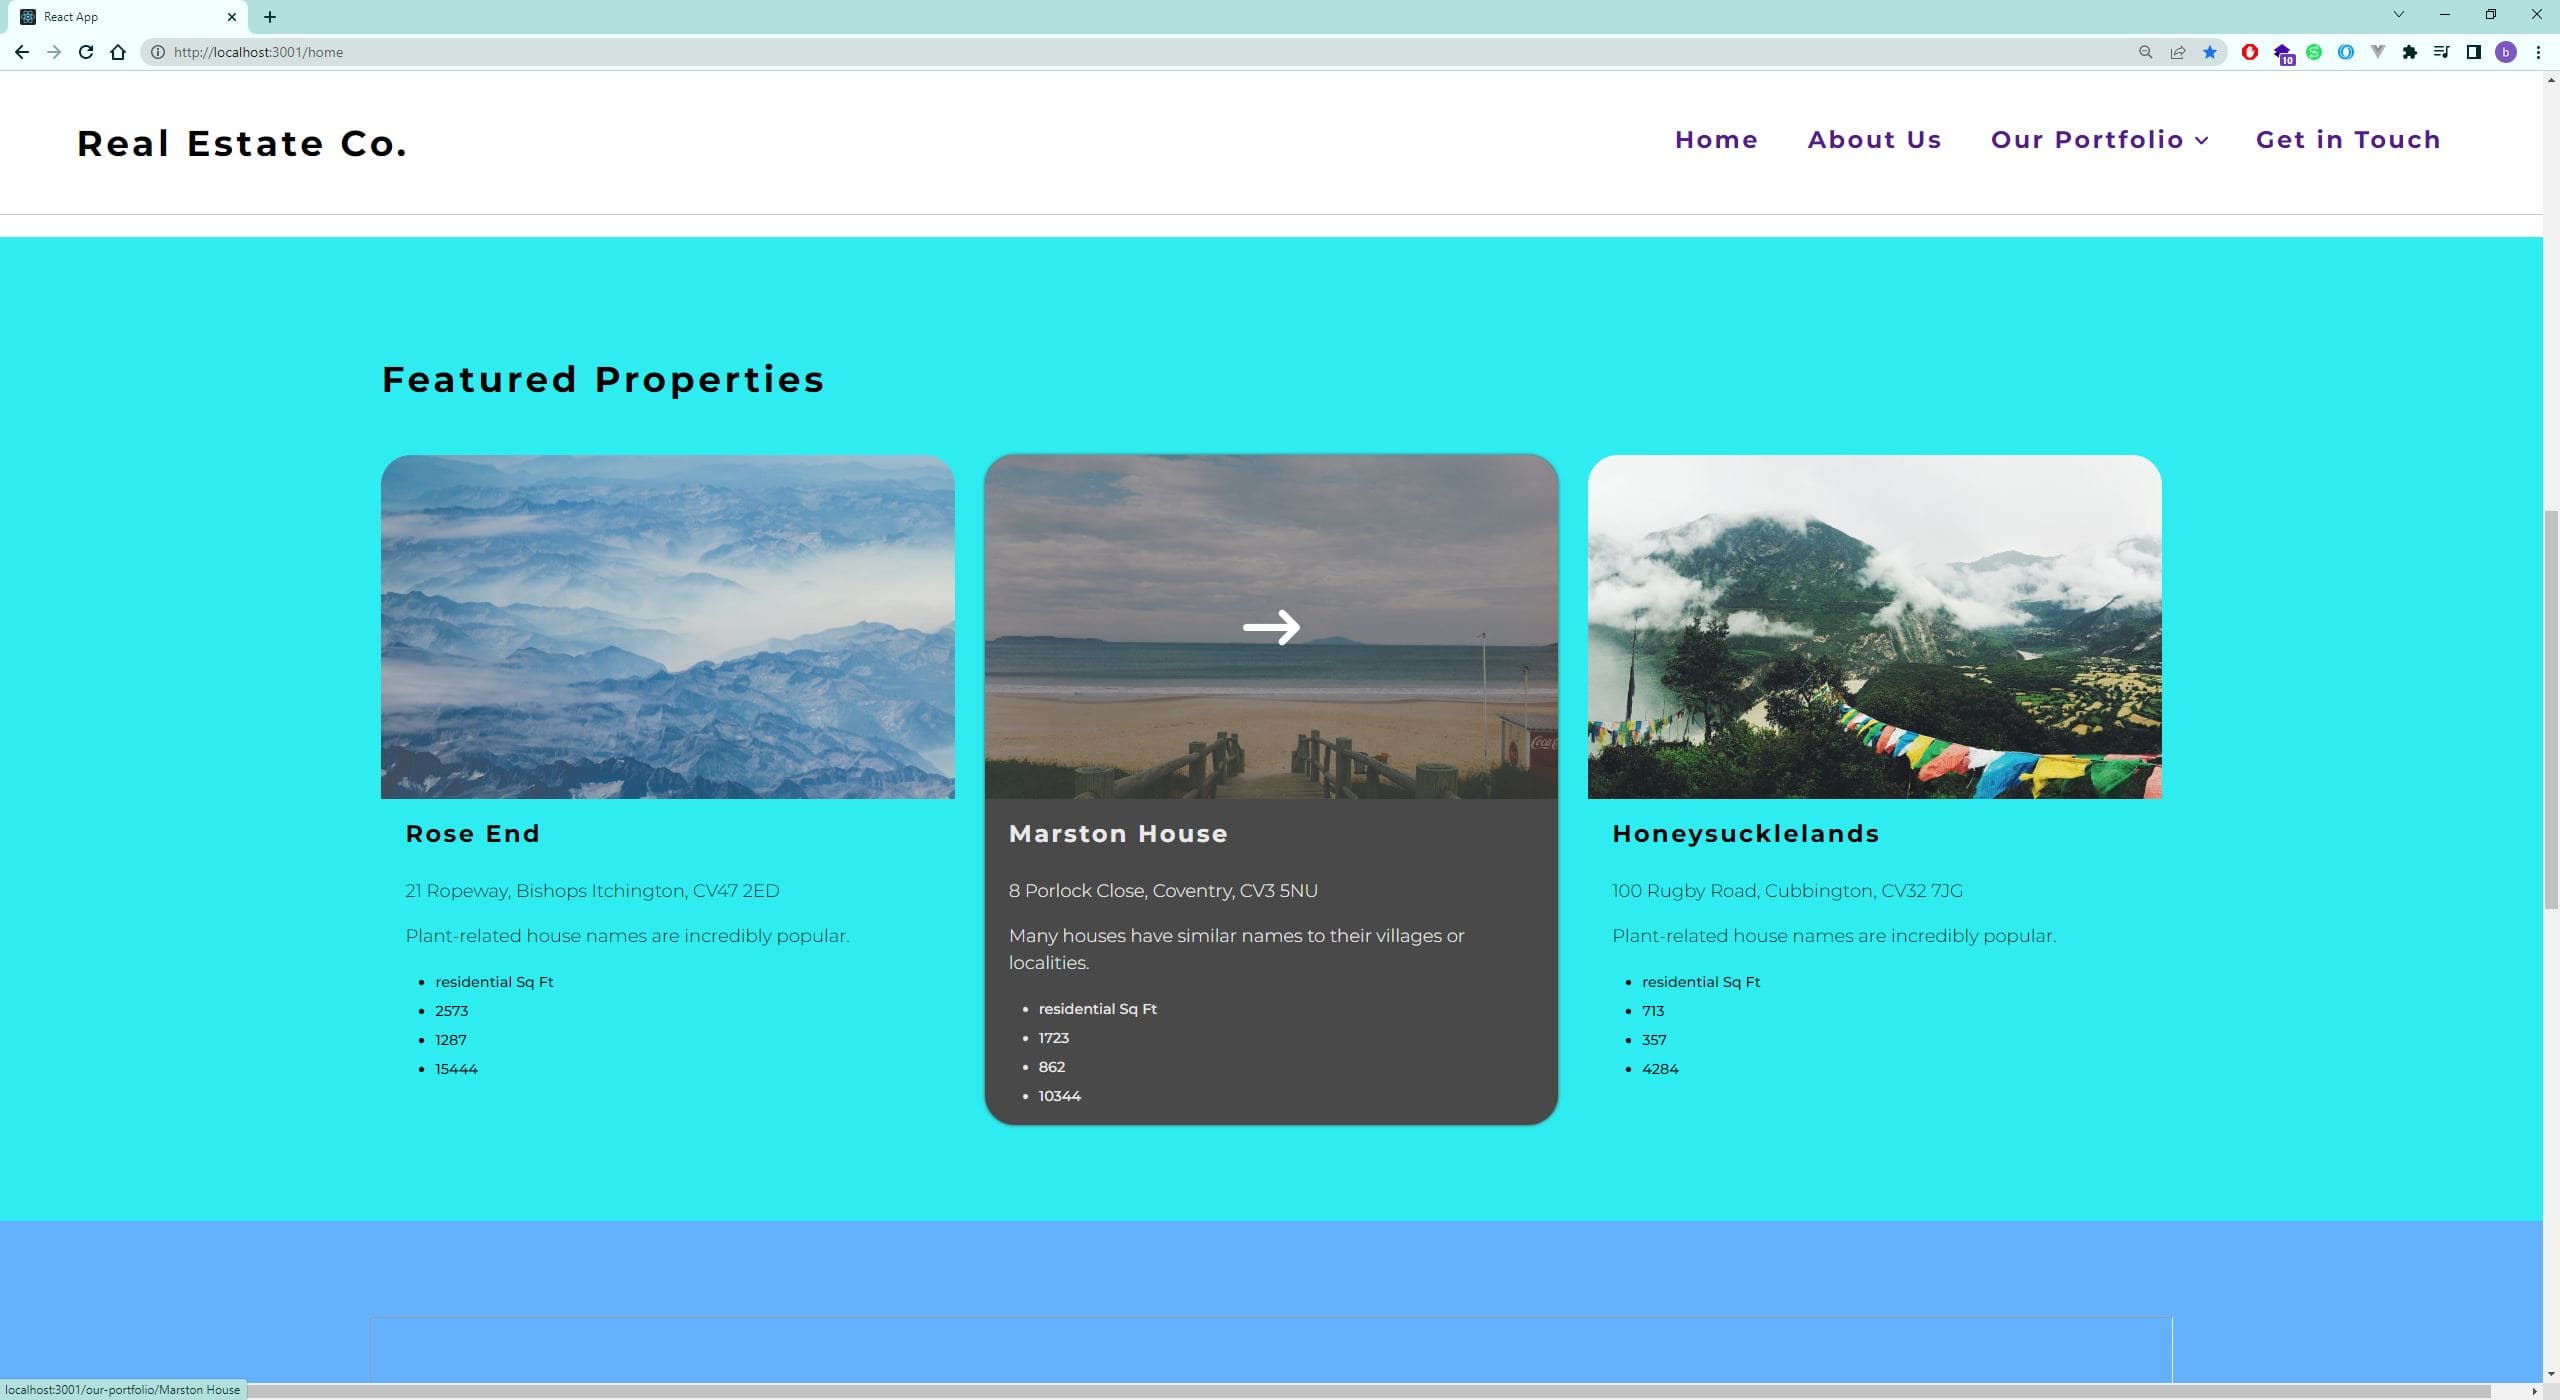 React App
http://localhost:3001/home
10
b
Real Estate Co.
Home
About Us
Our Portfolio
Get in Touch
Featured Properties
Coca
Rose End
21 Ropeway, Bishops Itchington, CV47 2ED
Plant-related house names are incredibly popular.
residential Sq Ft
2573
1287
15444
Marston House
8 Porlock Close, Coventry, CV3 5NU
Many houses have similar names to their villages or
localities.
residential Sq Ft
1723
862
10344
Honeysucklelands
100 Rugby Road, Cubbington, CV32 7JG
Plant-related house names are incredibly popular.
residential Sq Ft
713
357
4284
localhost:3001/our-portfolio/Marston House